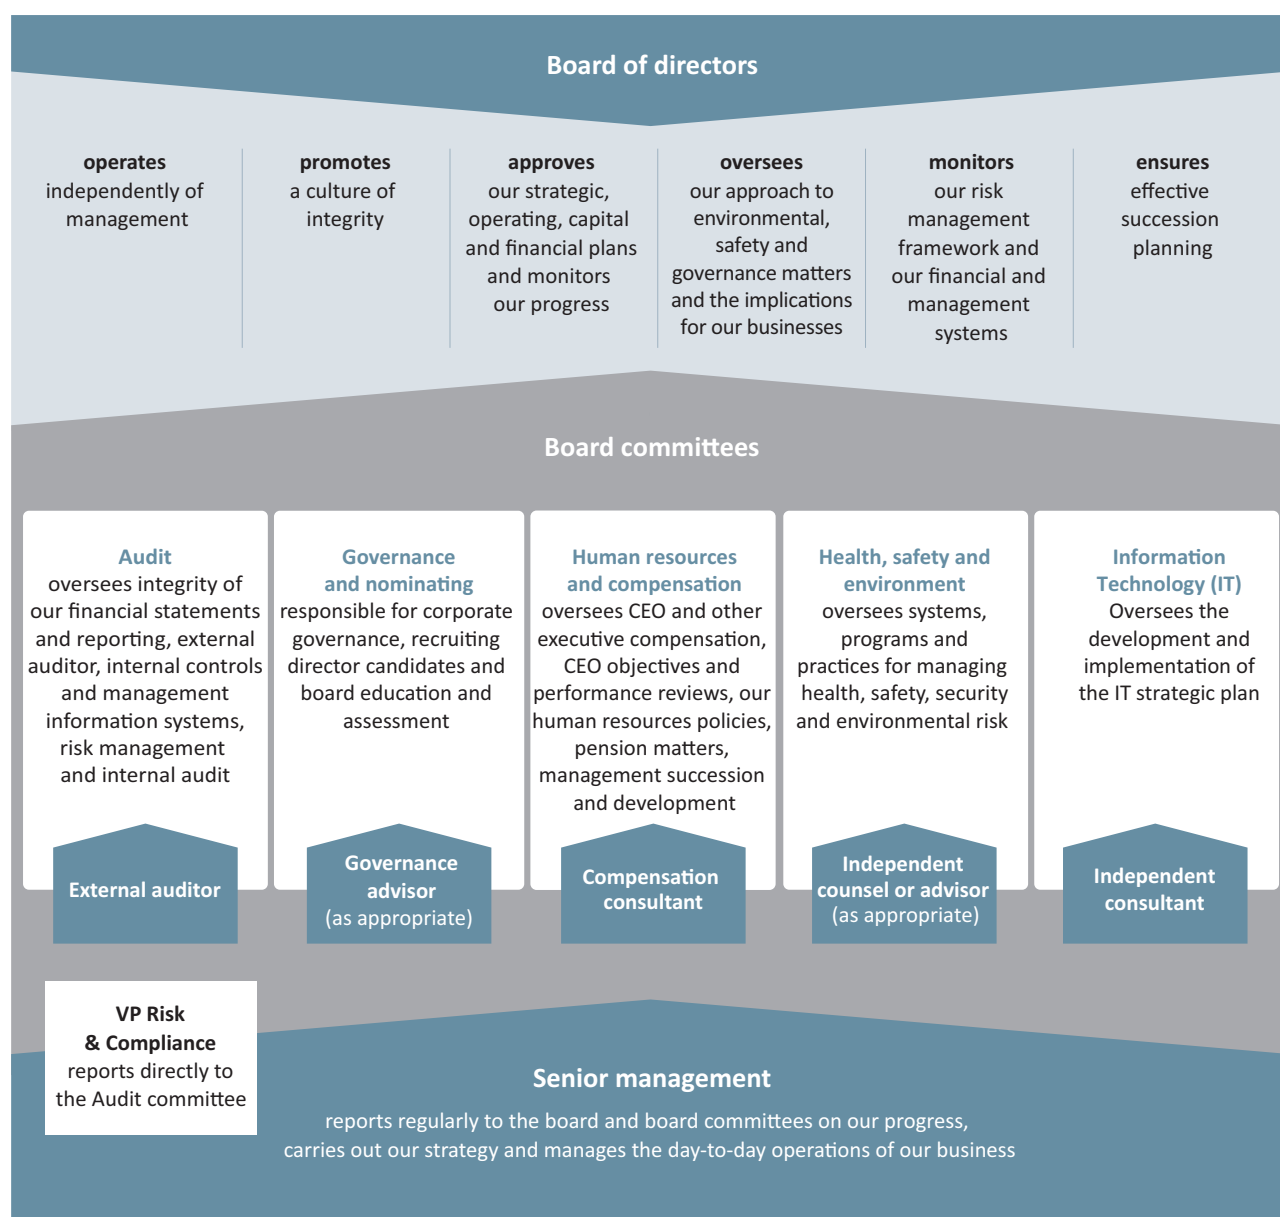 Board of directors
operates
independently of
management
promotes
a culture of
integrity
approves
our strategic,
operating, capital
and financial plans
and monitors
our progress
oversees
our approach to
environmental,
safety and
governance matters
and the implications
for our businesses
monitors
our risk
management
framework and
our financial and
management
systems
ensures
effective
succession
planning
Board committees
Audit
oversees integrity of
our financial statements
and reporting, external
auditor, internal controls
and management
information systems,
risk management
and internal audit
External auditor
Governance
and nominating
responsible for corporate
governance, recruiting
director candidates and
board education and
assessment
Governance
advisor
(as appropriate)
Human resources
and compensation
oversees CEO and other
executive compensation,
CEO objectives and
performance reviews, our
human resources policies,
pension matters,
management succession
and development
Compensation
consultant
Health, safety and
environment
oversees systems,
programs and
practices for managing
health, safety, security
and environmental risk
Independent
counsel or advisor
(as appropriate)
Information
Technology (IT)
Oversees the
development and
implementation of
the IT strategic plan
Independent
consultant
VP Risk
& Compliance
reports directly to
the Audit committee
Senior management
reports regularly to the board and board committees on our progress,
carries out our strategy and manages the day-to-day operations of our business